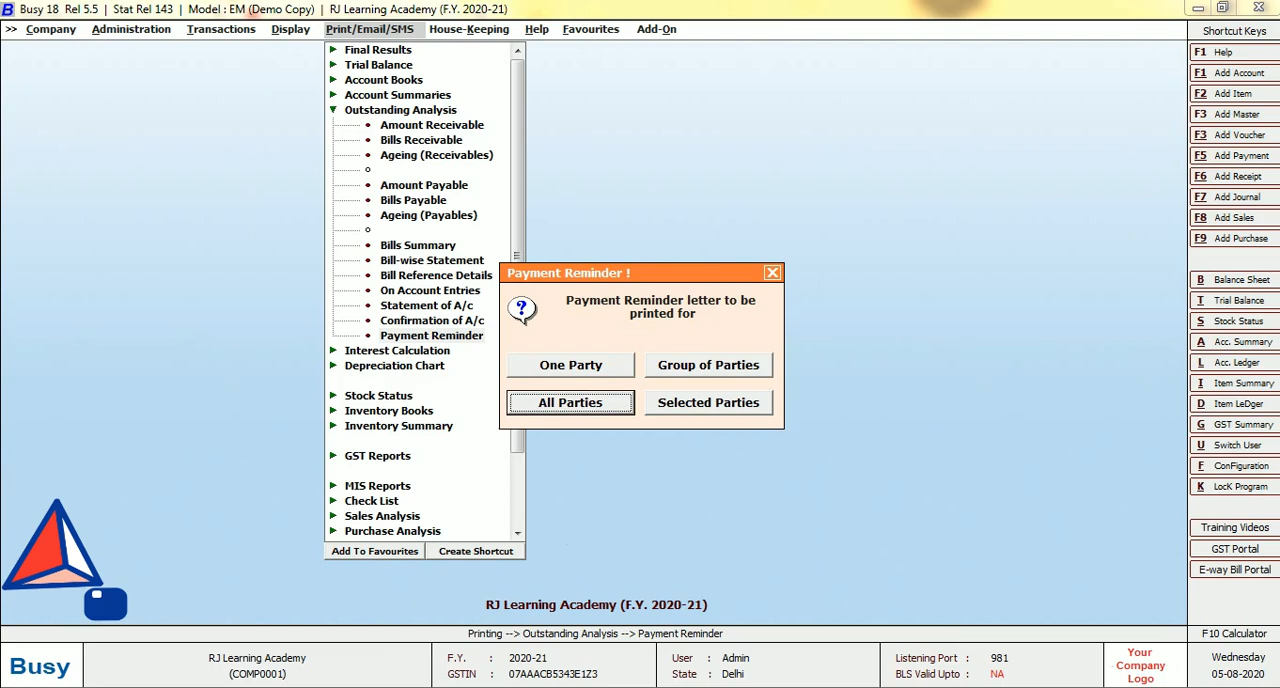 Busy 18 Rel 5.5 | Stat Rel 143 | Model : EM (Demo Copy) | RJ Learning Academy (F.Y. 2020-21)
>> Company Administration Transactions Display Print/Email/SMS House-Keeping Help Favourites Add-On
Final Results
Trial Balance
Account Books
Account Summaries
Outstanding Analysis
Amount Receivable
Bills Receivable
Ageing (Receivables)
Amount Payable
Bills Payable
Ageing (Payables)
Bills Summary
Bill-wise Statement
Bill Reference Details
On Account Entries
Statement of A/c
Confirmation of A/c
Payment Reminder
Interest Calculation
Depreciation Chart
Stock Status
Inventory Books
Inventory Summary
GST Reports
MIS Reports
Check List
Sales Analysis
Purchase Analysis
Add To Favourites Create Shortcut
Payment Reminder !
Payment Reminder letter to be
printed for
One Party Group of Parties
All Parties Selected Parties
Shortcut Keys
F1 Help
F1 Add Account
F2 Add Item
F3 Add Master
F3 Add Voucher
F5 Add Payment
F6 Add Receipt
F7 Add Journal
F8 Add Sales
F9 Add Purchase
B Balance Sheet
T Trial Balance
S Stock Status
A Acc. Summary
L Acc. Ledger
I Item Summary
D Item LeDger
G GST Summary
U Switch User
F ConFiguration
K LocK Program
Training Videos
GST Portal
E-way Bill Portal
RJ Learning Academy (F.Y. 2020-21)
Printing --> Outstanding Analysis --> Payment Reminder
F10 Calculator
Busy
RJ Learning Academy
(COMP0001)
F.Y. : 2020-21
GSTIN : 07AAACB5343E1Z3
User : Admin
State : Delhi
Listening Port : 981
BLS Valid Upto : NA
Your
Company
Logo
Wednesday
05-08-2020